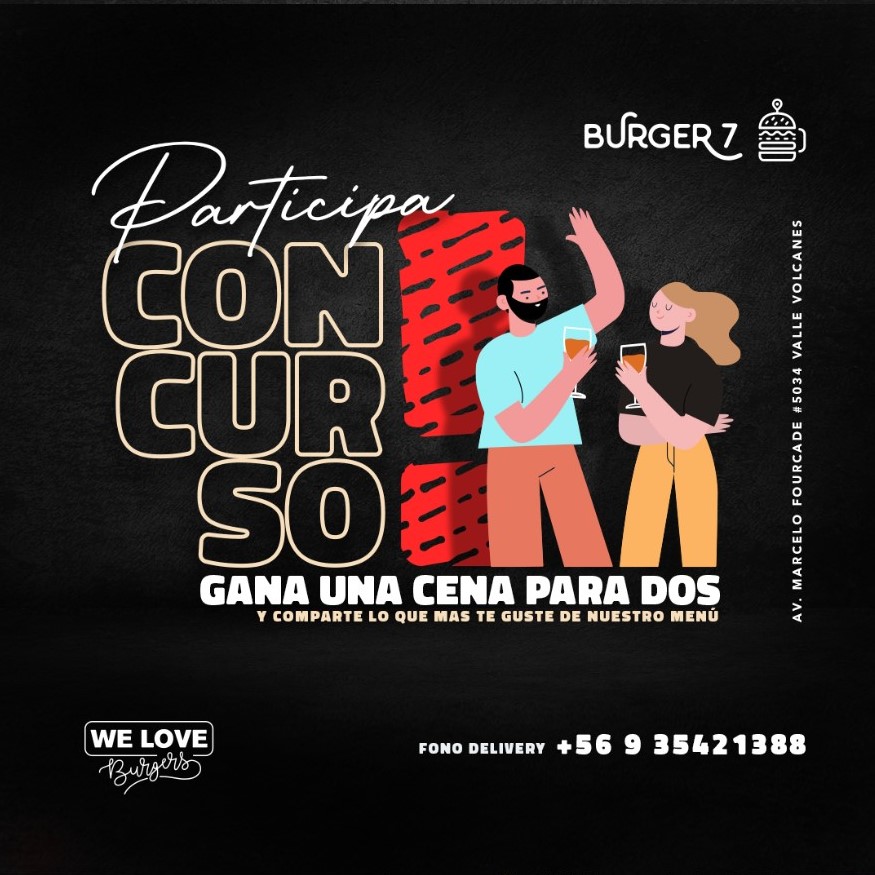 BURGER 7
Participa
CON
CUR
SO
GANA UNA CENA PARA DOS
Y COMPARTE LO QUE MAS TE GUSTE DE NUESTRO MENÚ
AV. MARCELO FOURCADE #5034 VALLE VOLCANES
WE LOVE
Burgers
FONO DELIVERY +56 9 35421388